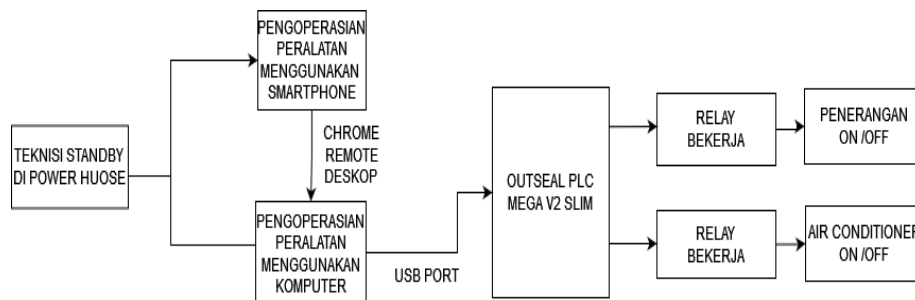 TEKNISI STANDBY
DI POWER HUOSE
PENGOPERASIAN
PERALATAN
MENGGUNAKAN
SMARTPHONE
CHROME
REMOTE
DESKOP
PENGOPERASIAN
PERALATAN
MENGGUNAKAN
KOMPUTER
USB PORT
OUTSEAL PLC
MEGA V2 SLIM
RELAY
BEKERJA
PENERANGAN
ON /OFF
RELAY
BEKERJA
AIR CONDITIONER
ON /OFF